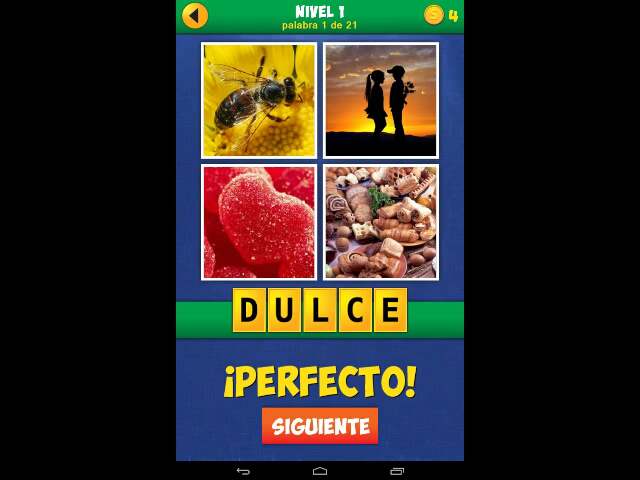 NIVEL 1
palabra 1 de 21
$ 4
DULCE
¡PERFECTO!
SIGUIENTE